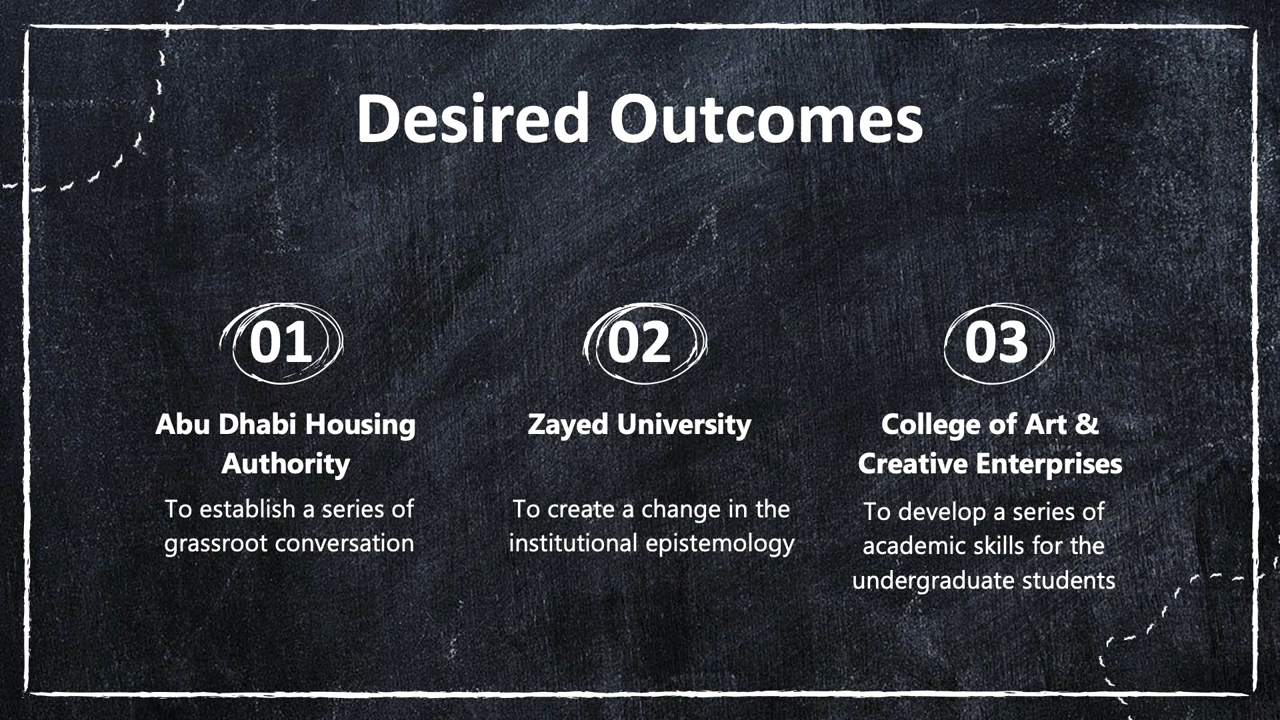 Desired Outcomes
01
Abu Dhabi Housing
Authority
To establish a series of
grassroot conversation
02
Zayed University
To create a change in the
institutional epistemology
03
College of Art &
Creative Enterprises
To develop a series of
academic skills for the
undergraduate students